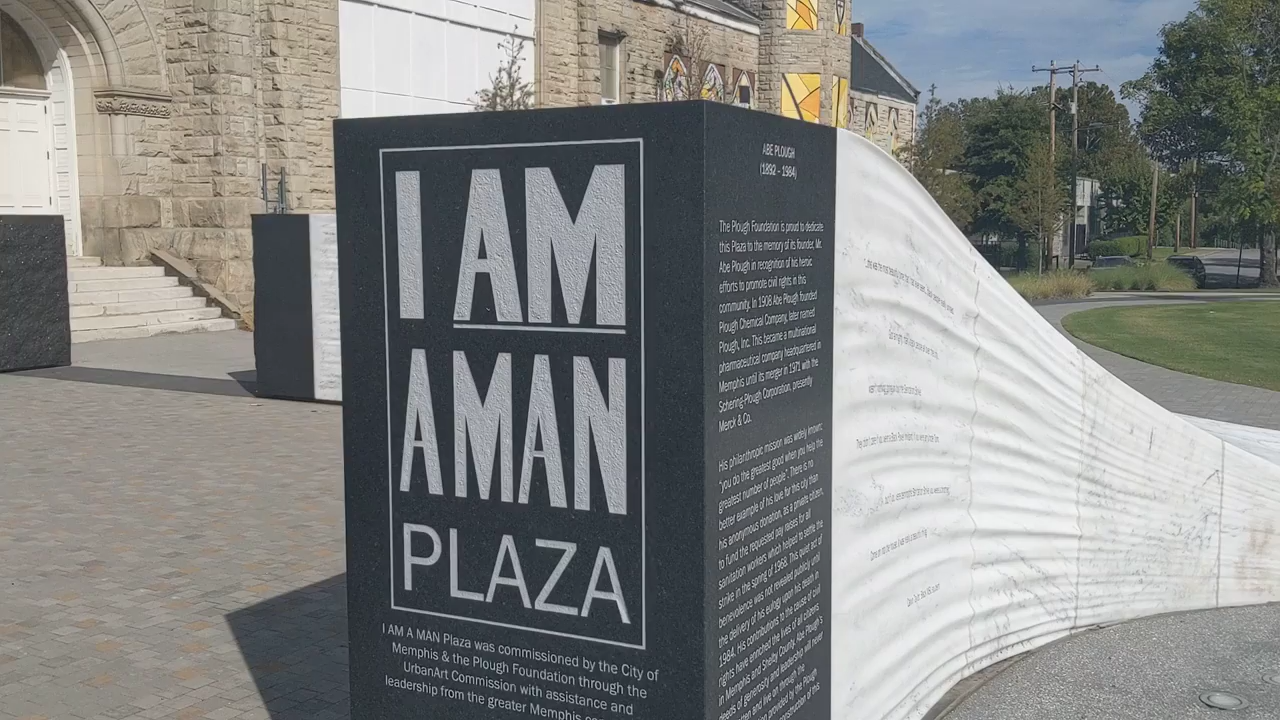 I AM
A MAN
PLAZA
I AM A MAN Plaza was commissioned by the City of
Memphis & the Plough Foundation through the
UrbanArt Commission with assistance and
leadership from the greater Memphis
ABE PLOUGH
(1892 - 1984)
The Plough Foundation is proud to dedicate
this Plaza to the memory of its founder, Mr.
Abe Plough in recognition of his heroic
efforts to promote civil rights in this
community. In 1908 Abe Plough founded
Plough Chemical Company, later named
Plough, Inc. This became a multinational
pharmaceutical company headquartered in
Memphis until its merger in 1971 with the
Schering-Plough Corporation, presently
Merck & Co.
His philanthropic mission was widely known:
"you do the greatest good when you help the
greatest number of people". There is no
better example of his love for this city than
his anonymous donation, as a private citizen,
to fund the requested pay raises for all
sanitation workers which helped to settle the
strike in the spring of 1968. This quiet act of
benevolence was not revealed publicly until
the delivery of his eulogy upon his death in
1984. His contributions to the cause of civil
rights have enriched the lives of all citizens
in Memphis and Shelby County. Abe Plough's
deeds of generosity and leadership will never